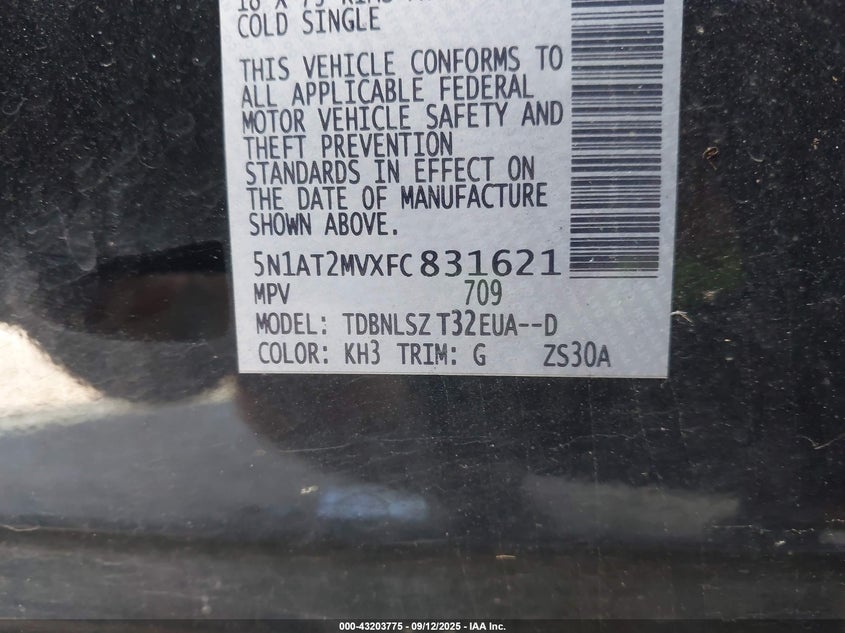 COLD SINGLE
THIS VEHICLE CONFORMS TO
ALL APPLICABLE FEDERAL
MOTOR VEHICLE SAFETY AND
THEFT PREVENTION
STANDARDS IN EFFECT ON
THE DATE OF MANUFACTURE
SHOWN ABOVE.
5N1AT2MVXFC831621
MPV 709
MODEL: TDBNLSZ T32EUA--D
COLOR: KH3 TRIM: G ZS30A
000-43203775 - 09/12/2025 - IAA Inc.